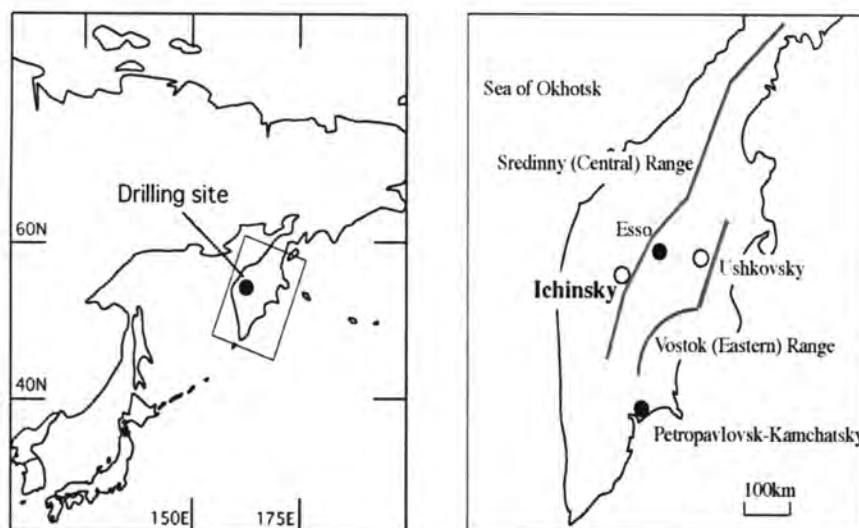 Drilling site
60N
40N
150E
175E
Sea of Okhotsk
Sredinny (Central) Range
Esso
Ushkovsky
Ichinsky
Vostok (Eastern) Range
Petropavlovsk-Kamchatsky
100km